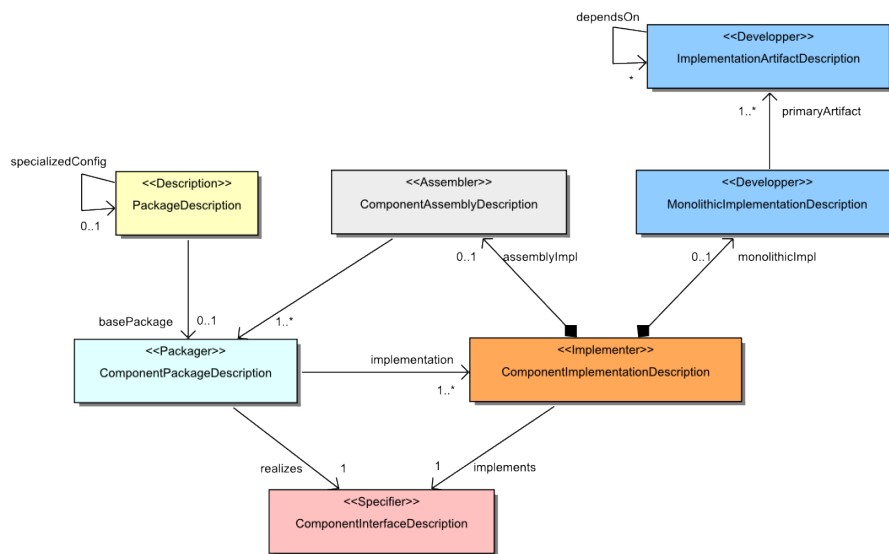 dependsOn
<<Developper>>
ImplementationArtifactDescription
*
1..*
primaryArtifact
specializedConfig
<<Description>>
PackageDescription
0..1
<<Assembler>>
ComponentAssemblyDescription
<<Developper>>
MonolithicImplementationDescription
0..1
assemblyImpl
0..1
monolithicImpl
basePackage
0..1
1..*
<<Packager>>
ComponentPackageDescription
implementation
1..*
<<Implementer>>
ComponentImplementationDescription
realizes
1
1
implements
<<Specifier>>
ComponentInterfaceDescription